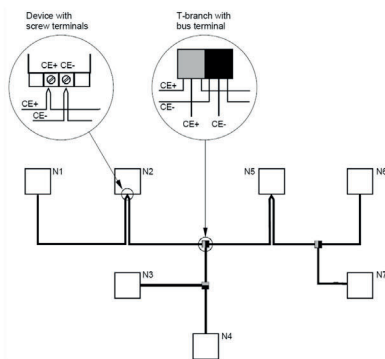 Device with
screw terminals
T-branch with
bus terminal
CE+ CE-
CE+
CE-
CE+
CE-
CE+
CE-
N1
N2
N5
N6
N3
N7
N4